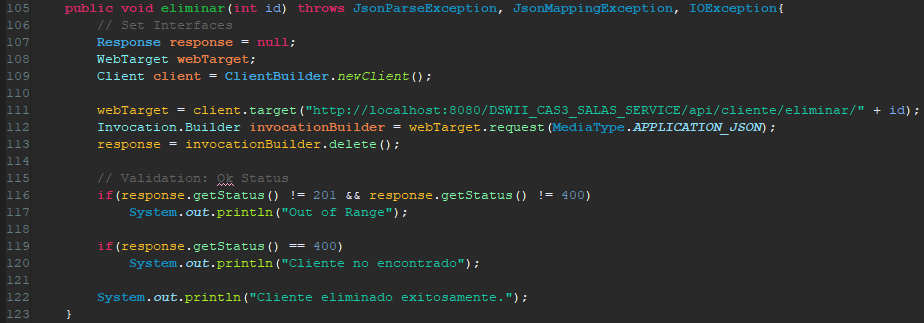 105 public void eliminar(int id) throws JsonParseException, JsonMappingException, IOException{
106 // Set Interfaces
107 Response response = null;
108 WebTarget webTarget;
109 Client client = ClientBuilder.newClient();
110
111 webTarget = client.target("http://localhost:8080/DSWII_CAS3_SALAS_SERVICE/api/cliente/eliminar/" + id);
112 Invocation.Builder invocationBuilder = webTarget.request(MediaType.APPLICATION_JSON);
113 response = invocationBuilder.delete();
114
115 // Validation: Ok Status
116 if(response.getStatus() != 201 && response.getStatus() != 400)
117 System.out.println("Out of Range");
118
119 if(response.getStatus() == 400)
120 System.out.println("Cliente no encontrado");
121
122 System.out.println("Cliente eliminado exitosamente.");
123 }